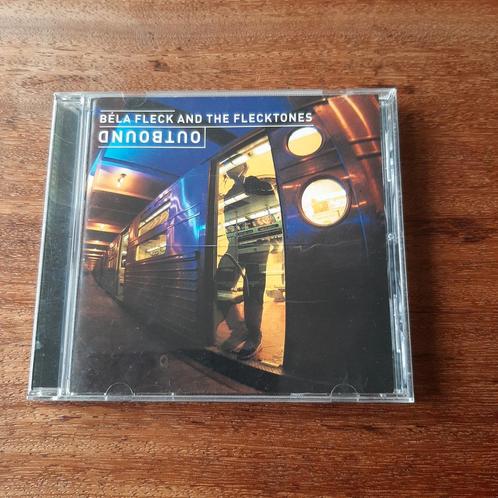 BÉLA FLECK AND THE FLECKTONES
OUTBOUND